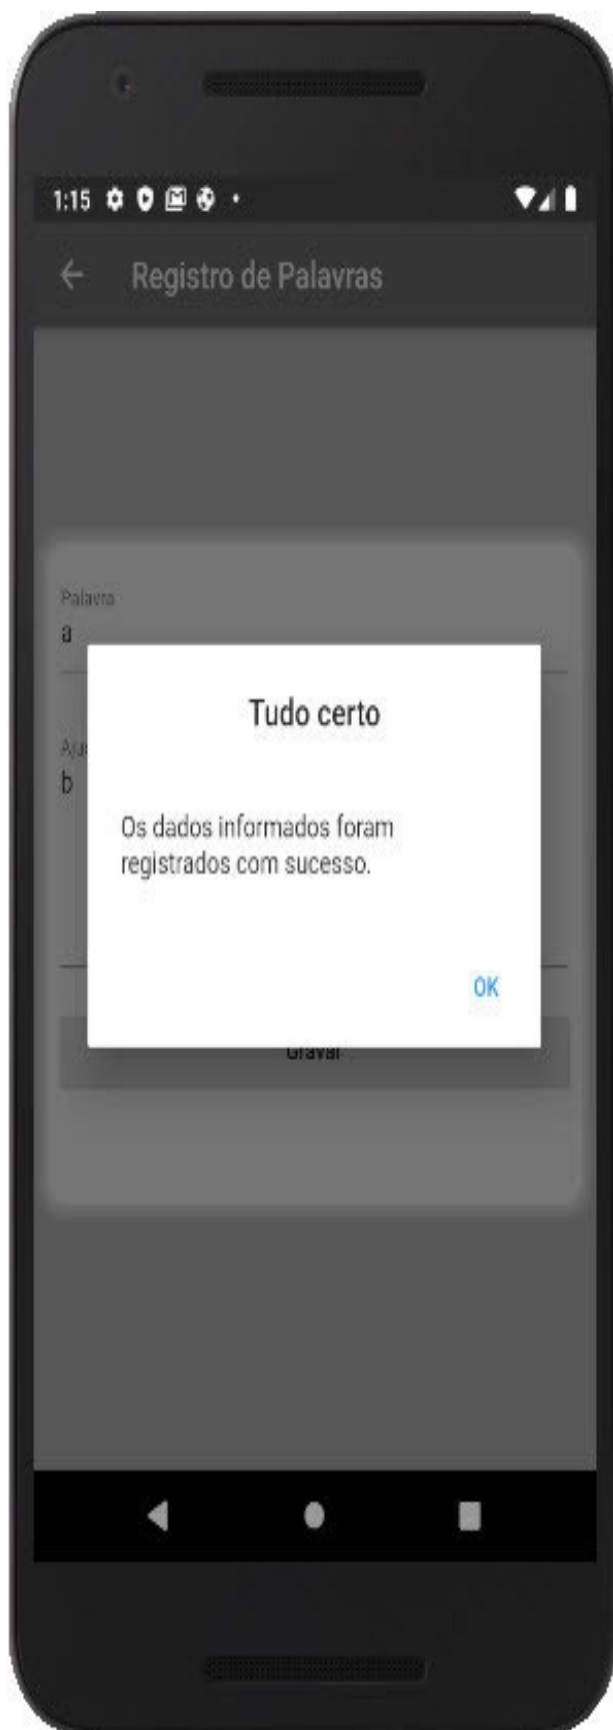 1:15
Registro de Palavras
Palavra
a
b
Tudo certo
Os dados informados foram
registrados com sucesso.
OK
Gravar